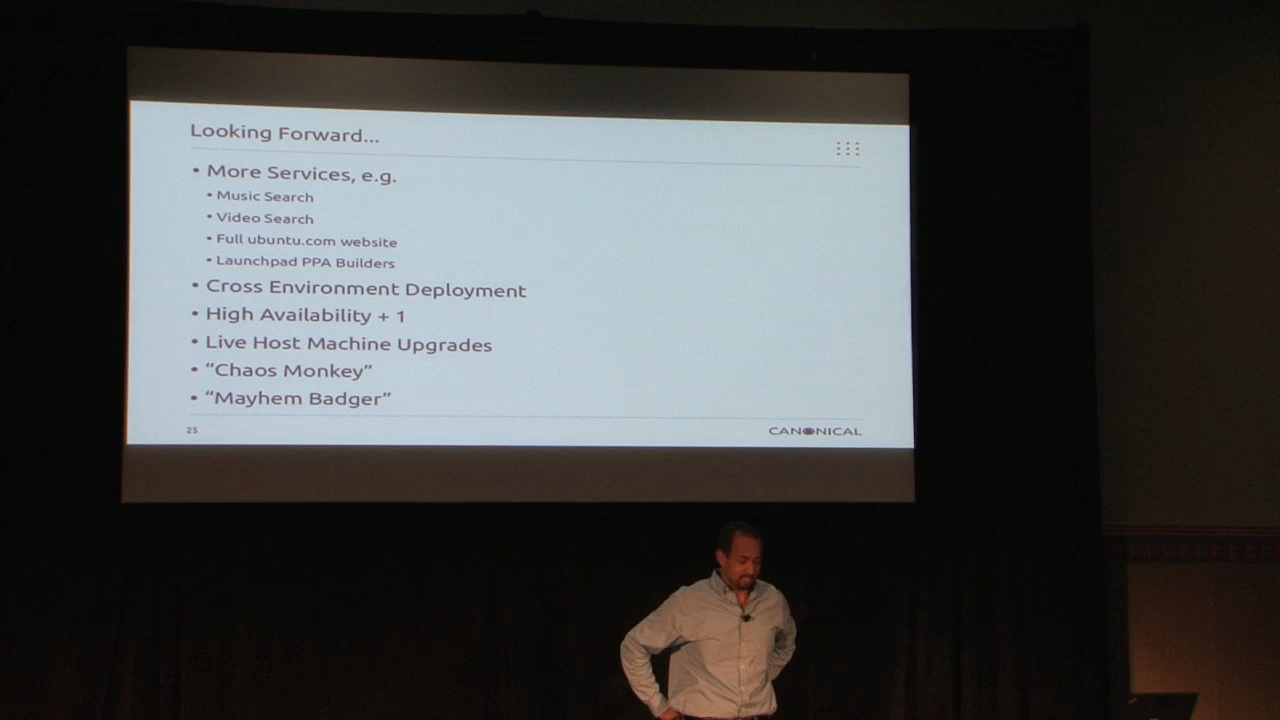 Looking Forward...
• More Services, e.g.
• Music Search
• Video Search
• Full ubuntu.com website
• Launchpad PPA Builders
• Cross Environment Deployment
• High Availability + 1
• Live Host Machine Upgrades
• “Chaos Monkey”
• “Mayhem Badger”
25
CANONICAL